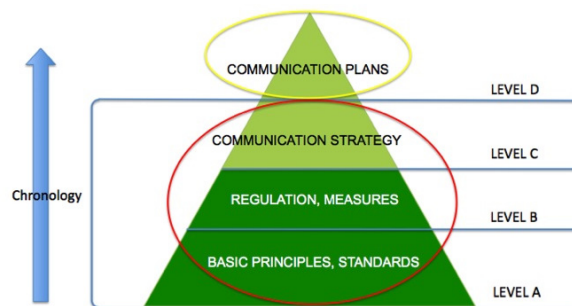 COMMUNICATION PLANS
LEVEL D
COMMUNICATION STRATEGY
LEVEL C
Chronology
REGULATION, MEASURES
LEVEL B
BASIC PRINCIPLES, STANDARDS
LEVEL A